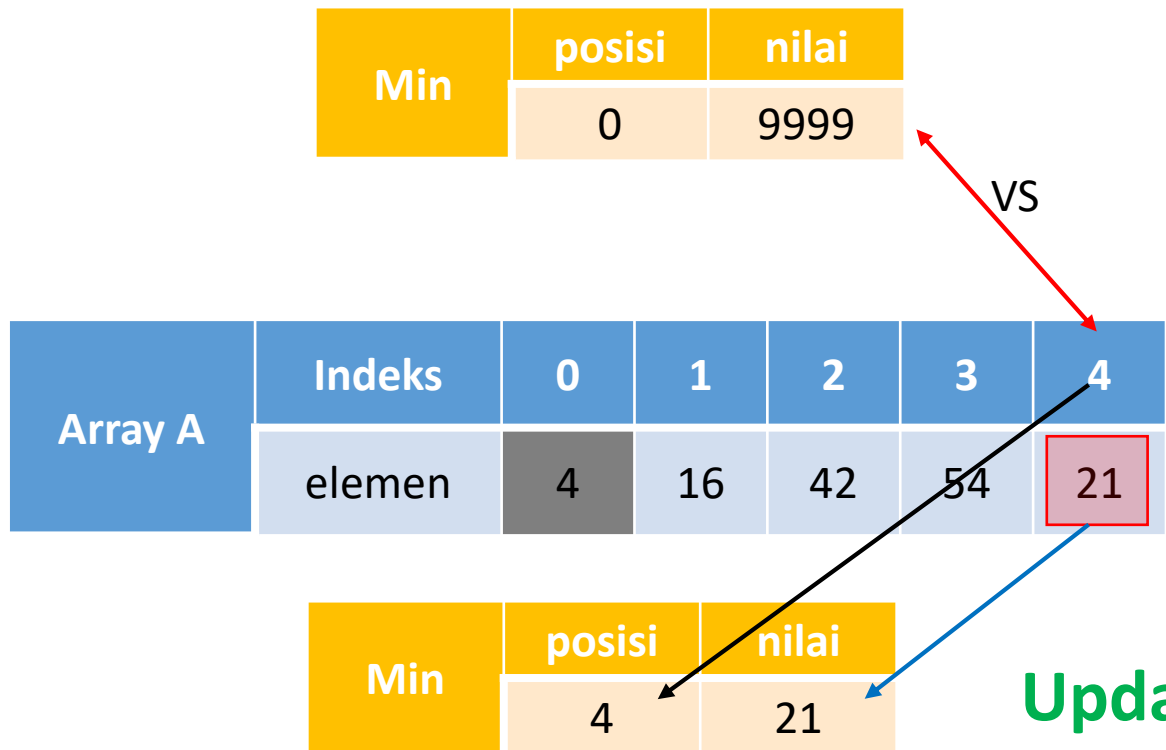 Min posisi nilai
0 9999
VS
Array A Indeks 0 1 2 3 4
elemen 4 16 42 54 21
Min posisi nilai
4 21
Upda